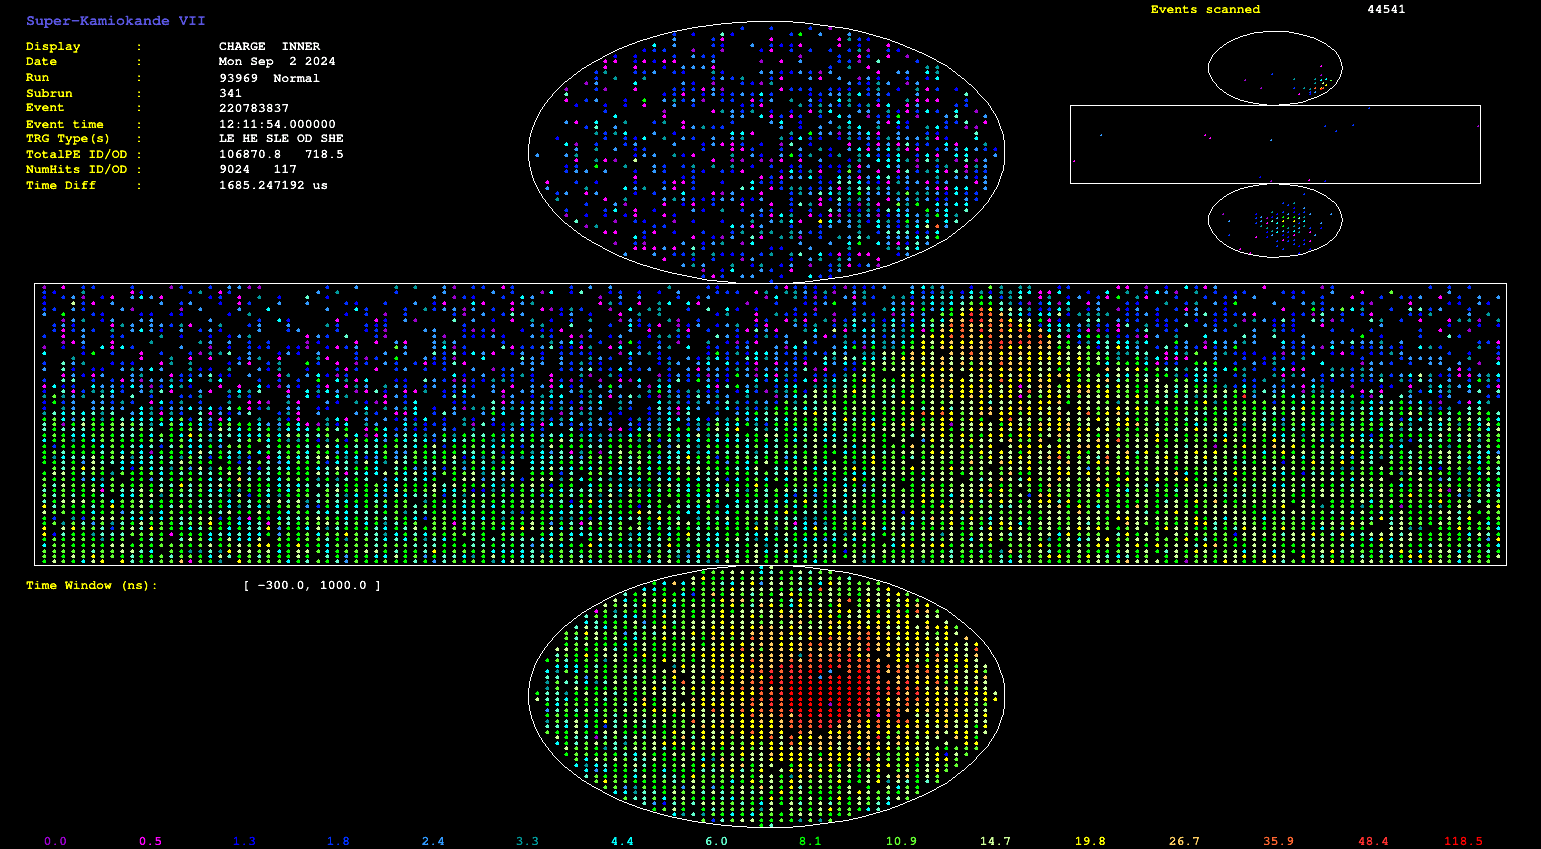 Super-Kamiokande VII
Events scanned 44541
Display : CHARGE INNER
Date : Mon Sep 2 2024
Run : 93969 Normal
Subrun : 341
Event : 220783837
Event time : 12:11:54.000000
TRG Type(s) : LE HE SLE OD SHE
TotalPE ID/OD : 106870.8 718.5
NumHits ID/OD : 9024 117
Time Diff : 1685.247192 us
Time Window (ns): [ -300.0, 1000.0 ]
0.0 0.5 1.3 1.8 2.4 3.3 4.4 6.0 8.1 10.9 14.7 19.8 26.7 35.9 48.4 118.5